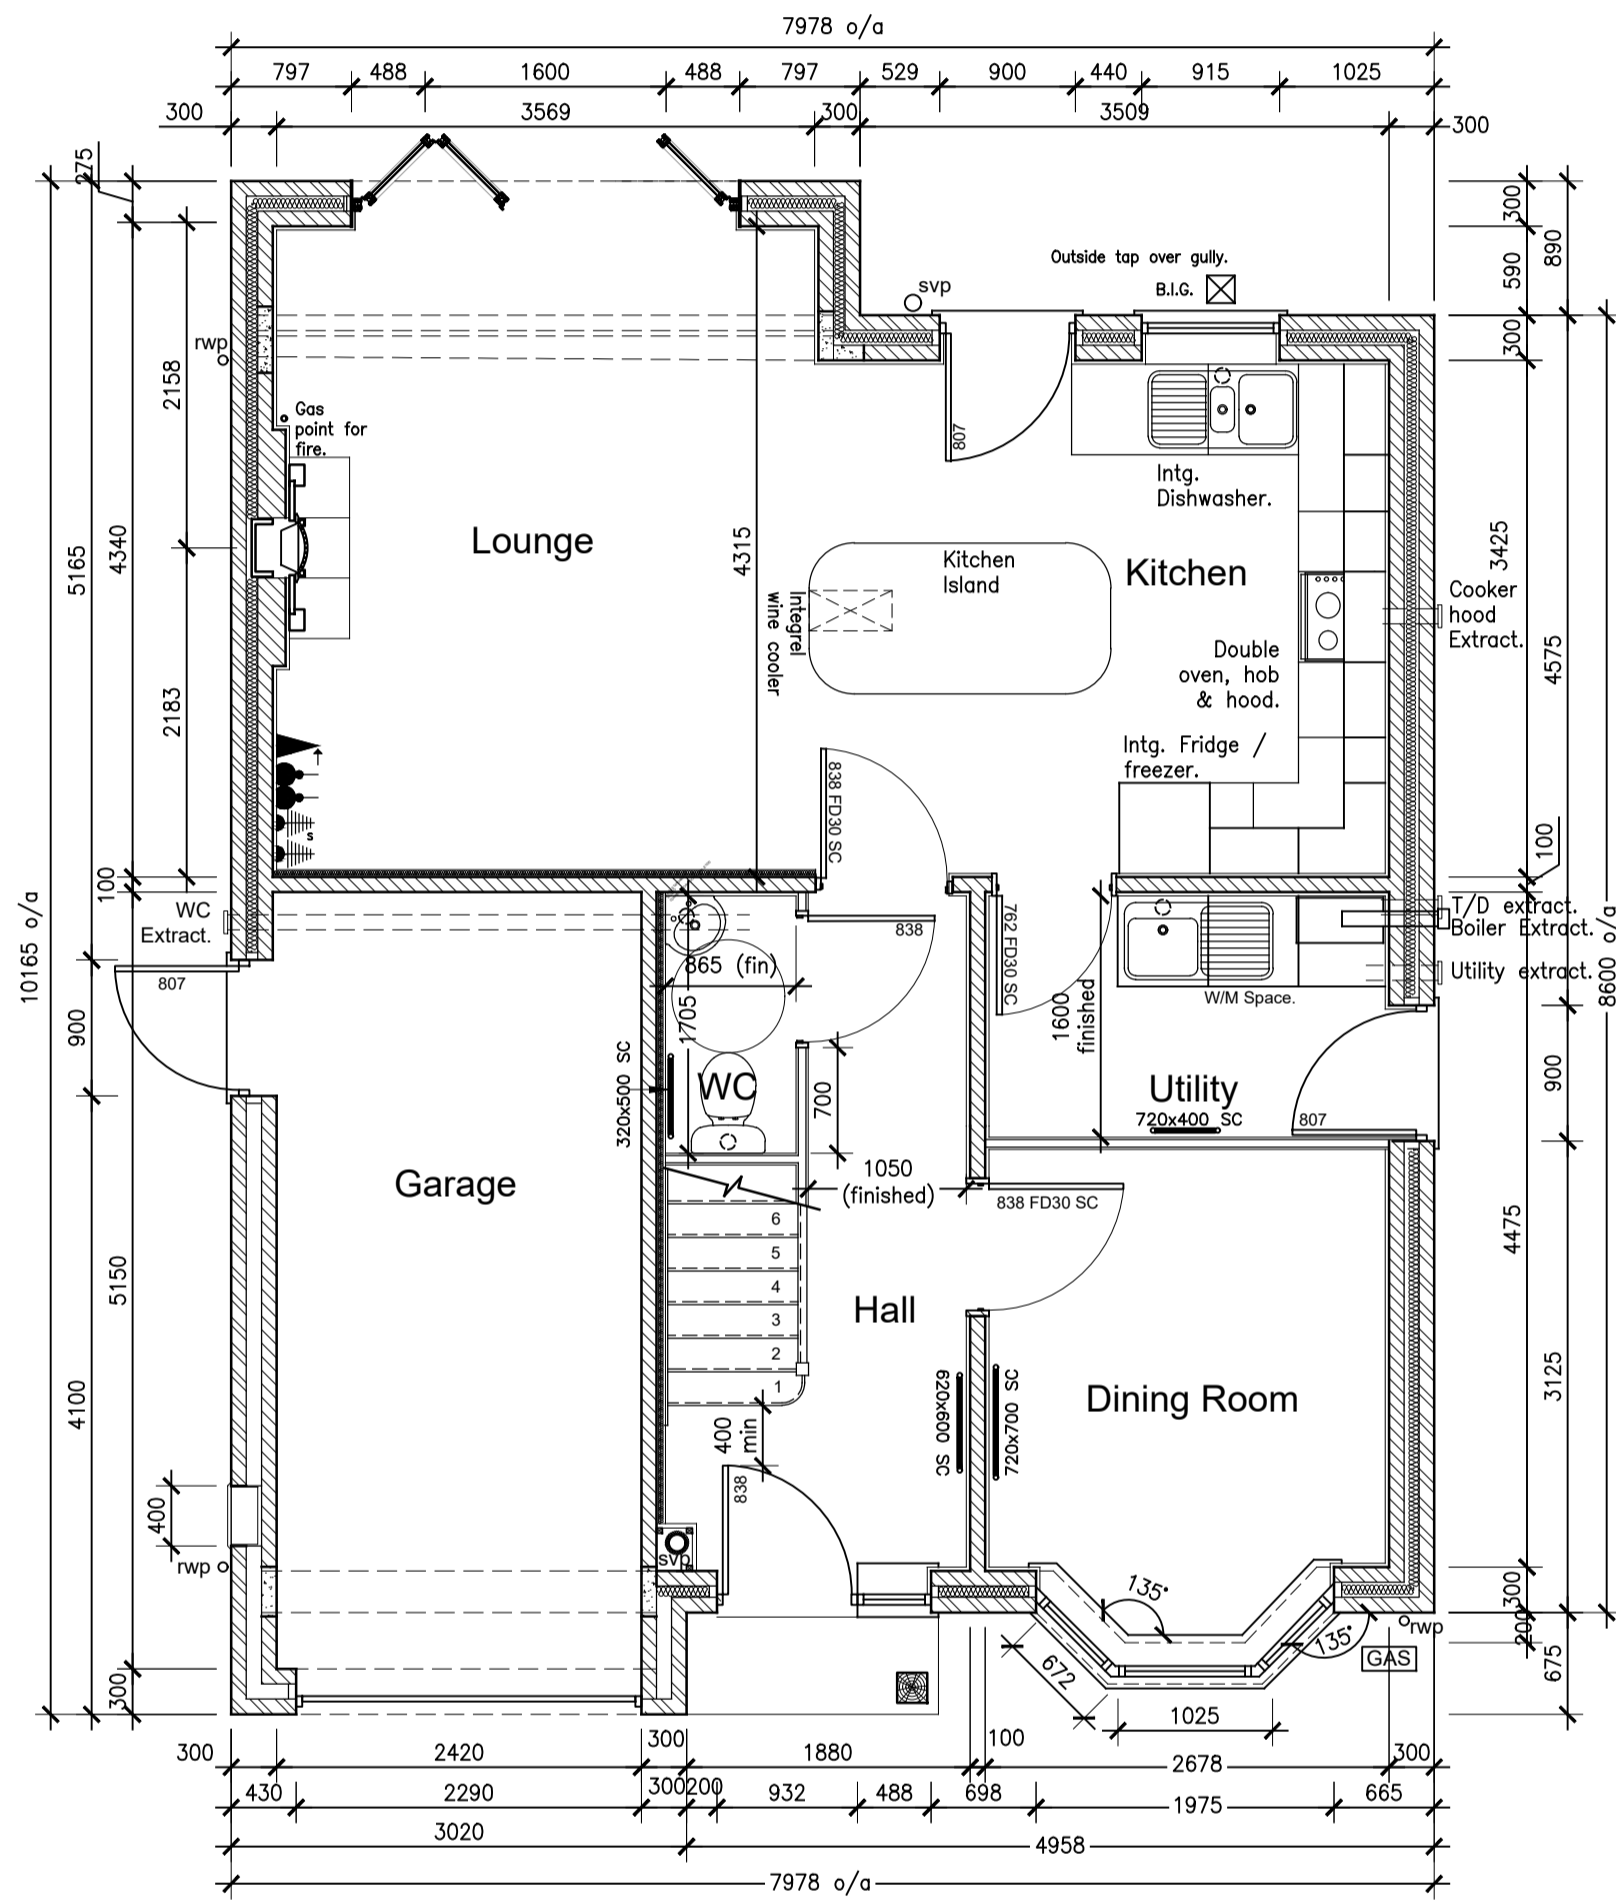 7978 o/a
797 488 1600 488 797 529 900 440 915 1025
300 3569 300 3509 300
275
300
890
590
300
Outside tap over gully.
B.I.G.
svp
rwp
2158
Gas
point for
fire.
807
Intg.
Dishwasher.
Lounge
4315
Kitchen
Island
Kitchen
3425
Cooker
hood
Extract.
5165
4340
Integrel
wine cooler
Double
oven, hob
& hood.
4575
2183
Intg. Fridge /
freezer.
838 FD30 SC
s
100
100
10165 o/a
WC
Extract.
838
762 FD30 SC
T/D extract.
Boiler Extract.
Utility extract.
8600 o/a
807
865 (fin)
1705
W/M Space.
1600
finished
900
320x500 SC
WC
700
Utility
720x400 SC
807
900
Garage
1050
(finished)
838 FD30 SC
4475
6
5
4
3
2
1
5150
Hall
4100
620x600 SC
720x700 SC
Dining Room
3125
400
min
838
400
rwp
svp
135°
135°
300
200
rwp
GAS
672
675
300
1025
300 2420 300 1880 100 2678 300
430 2290 300 200 932 488 698 1975 665
3020 4958
7978 o/a